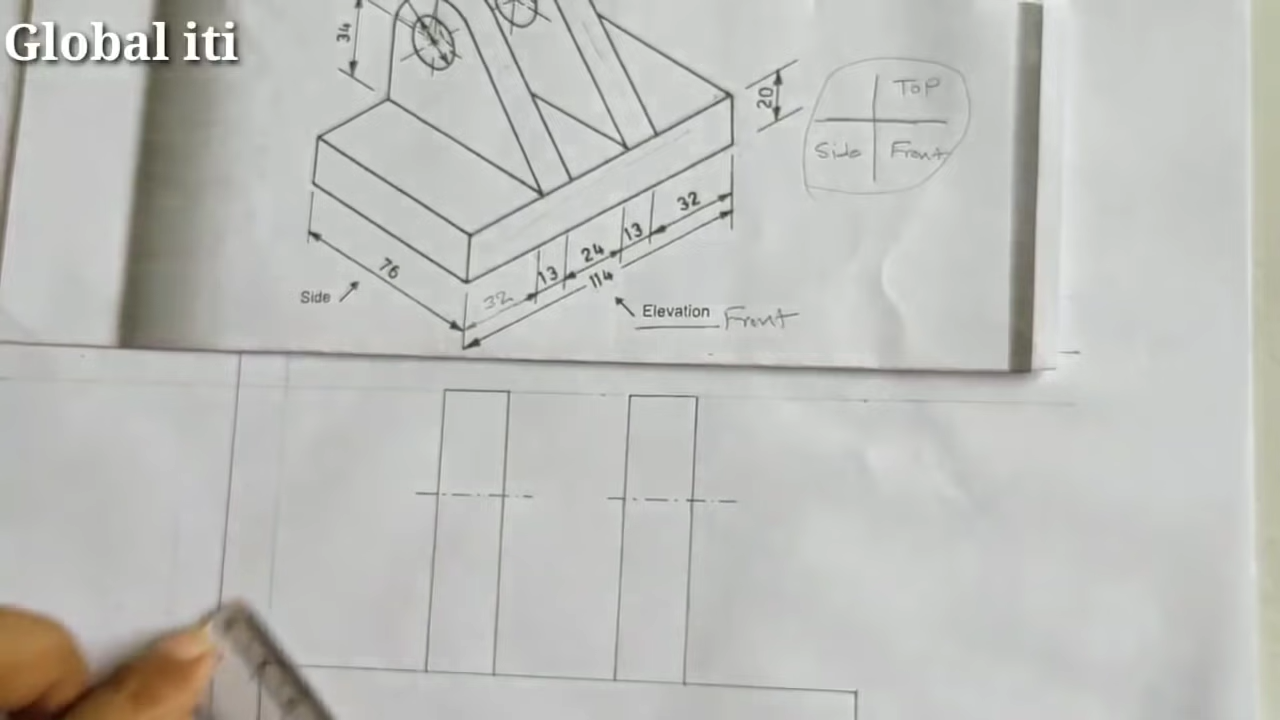 Global iti
34
20
Top
Side Front
32
13
24
13
114
32
76
Side
Elevation Front